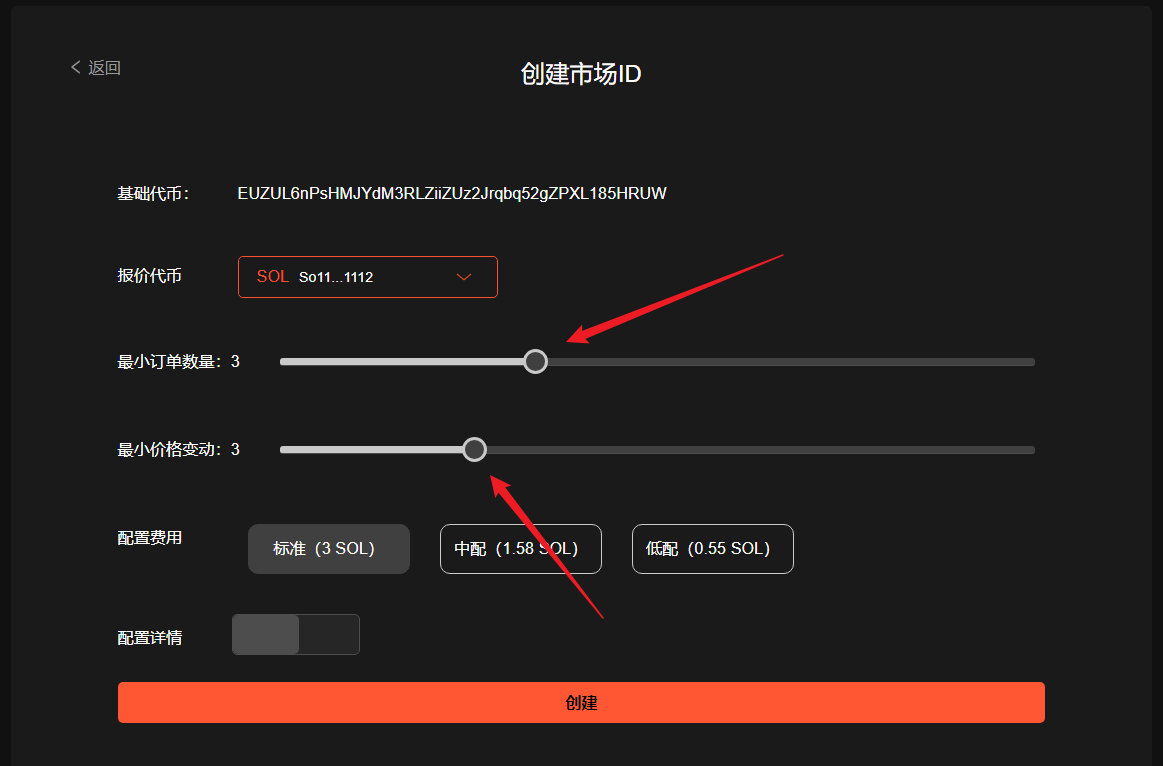 返回
创建市场ID
基础代币： EUZUL6nPsHMJYdM3RLZiiZUz2Jrqbq52gZPXL185HRUW
报价代币 SOL So11...1112
最小订单数量：3
最小价格变动：3
配置费用 标准（3 SOL） 中配（1.58 SOL） 低配（0.55 SOL）
配置详情
创建